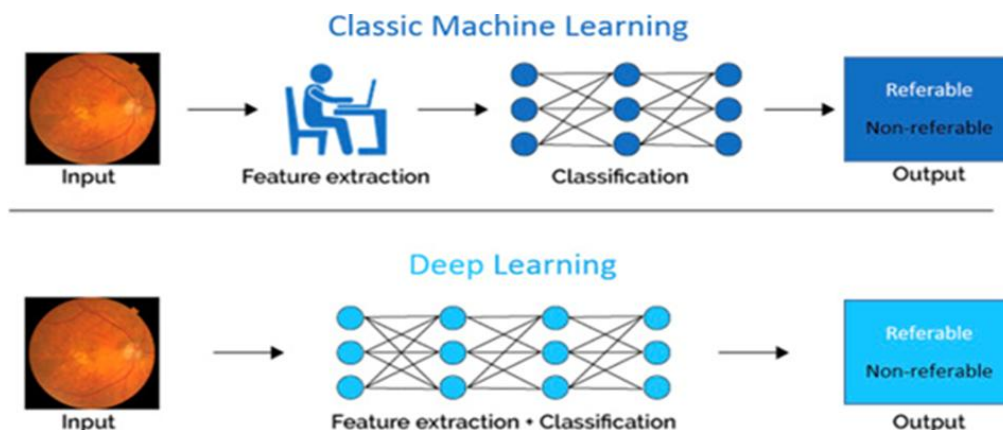 Classic Machine Learning
Referable
Non-referable
Input
Feature extraction
Classification
Output
Deep Learning
Referable
Non-referable
Input
Feature extraction + Classification
Output